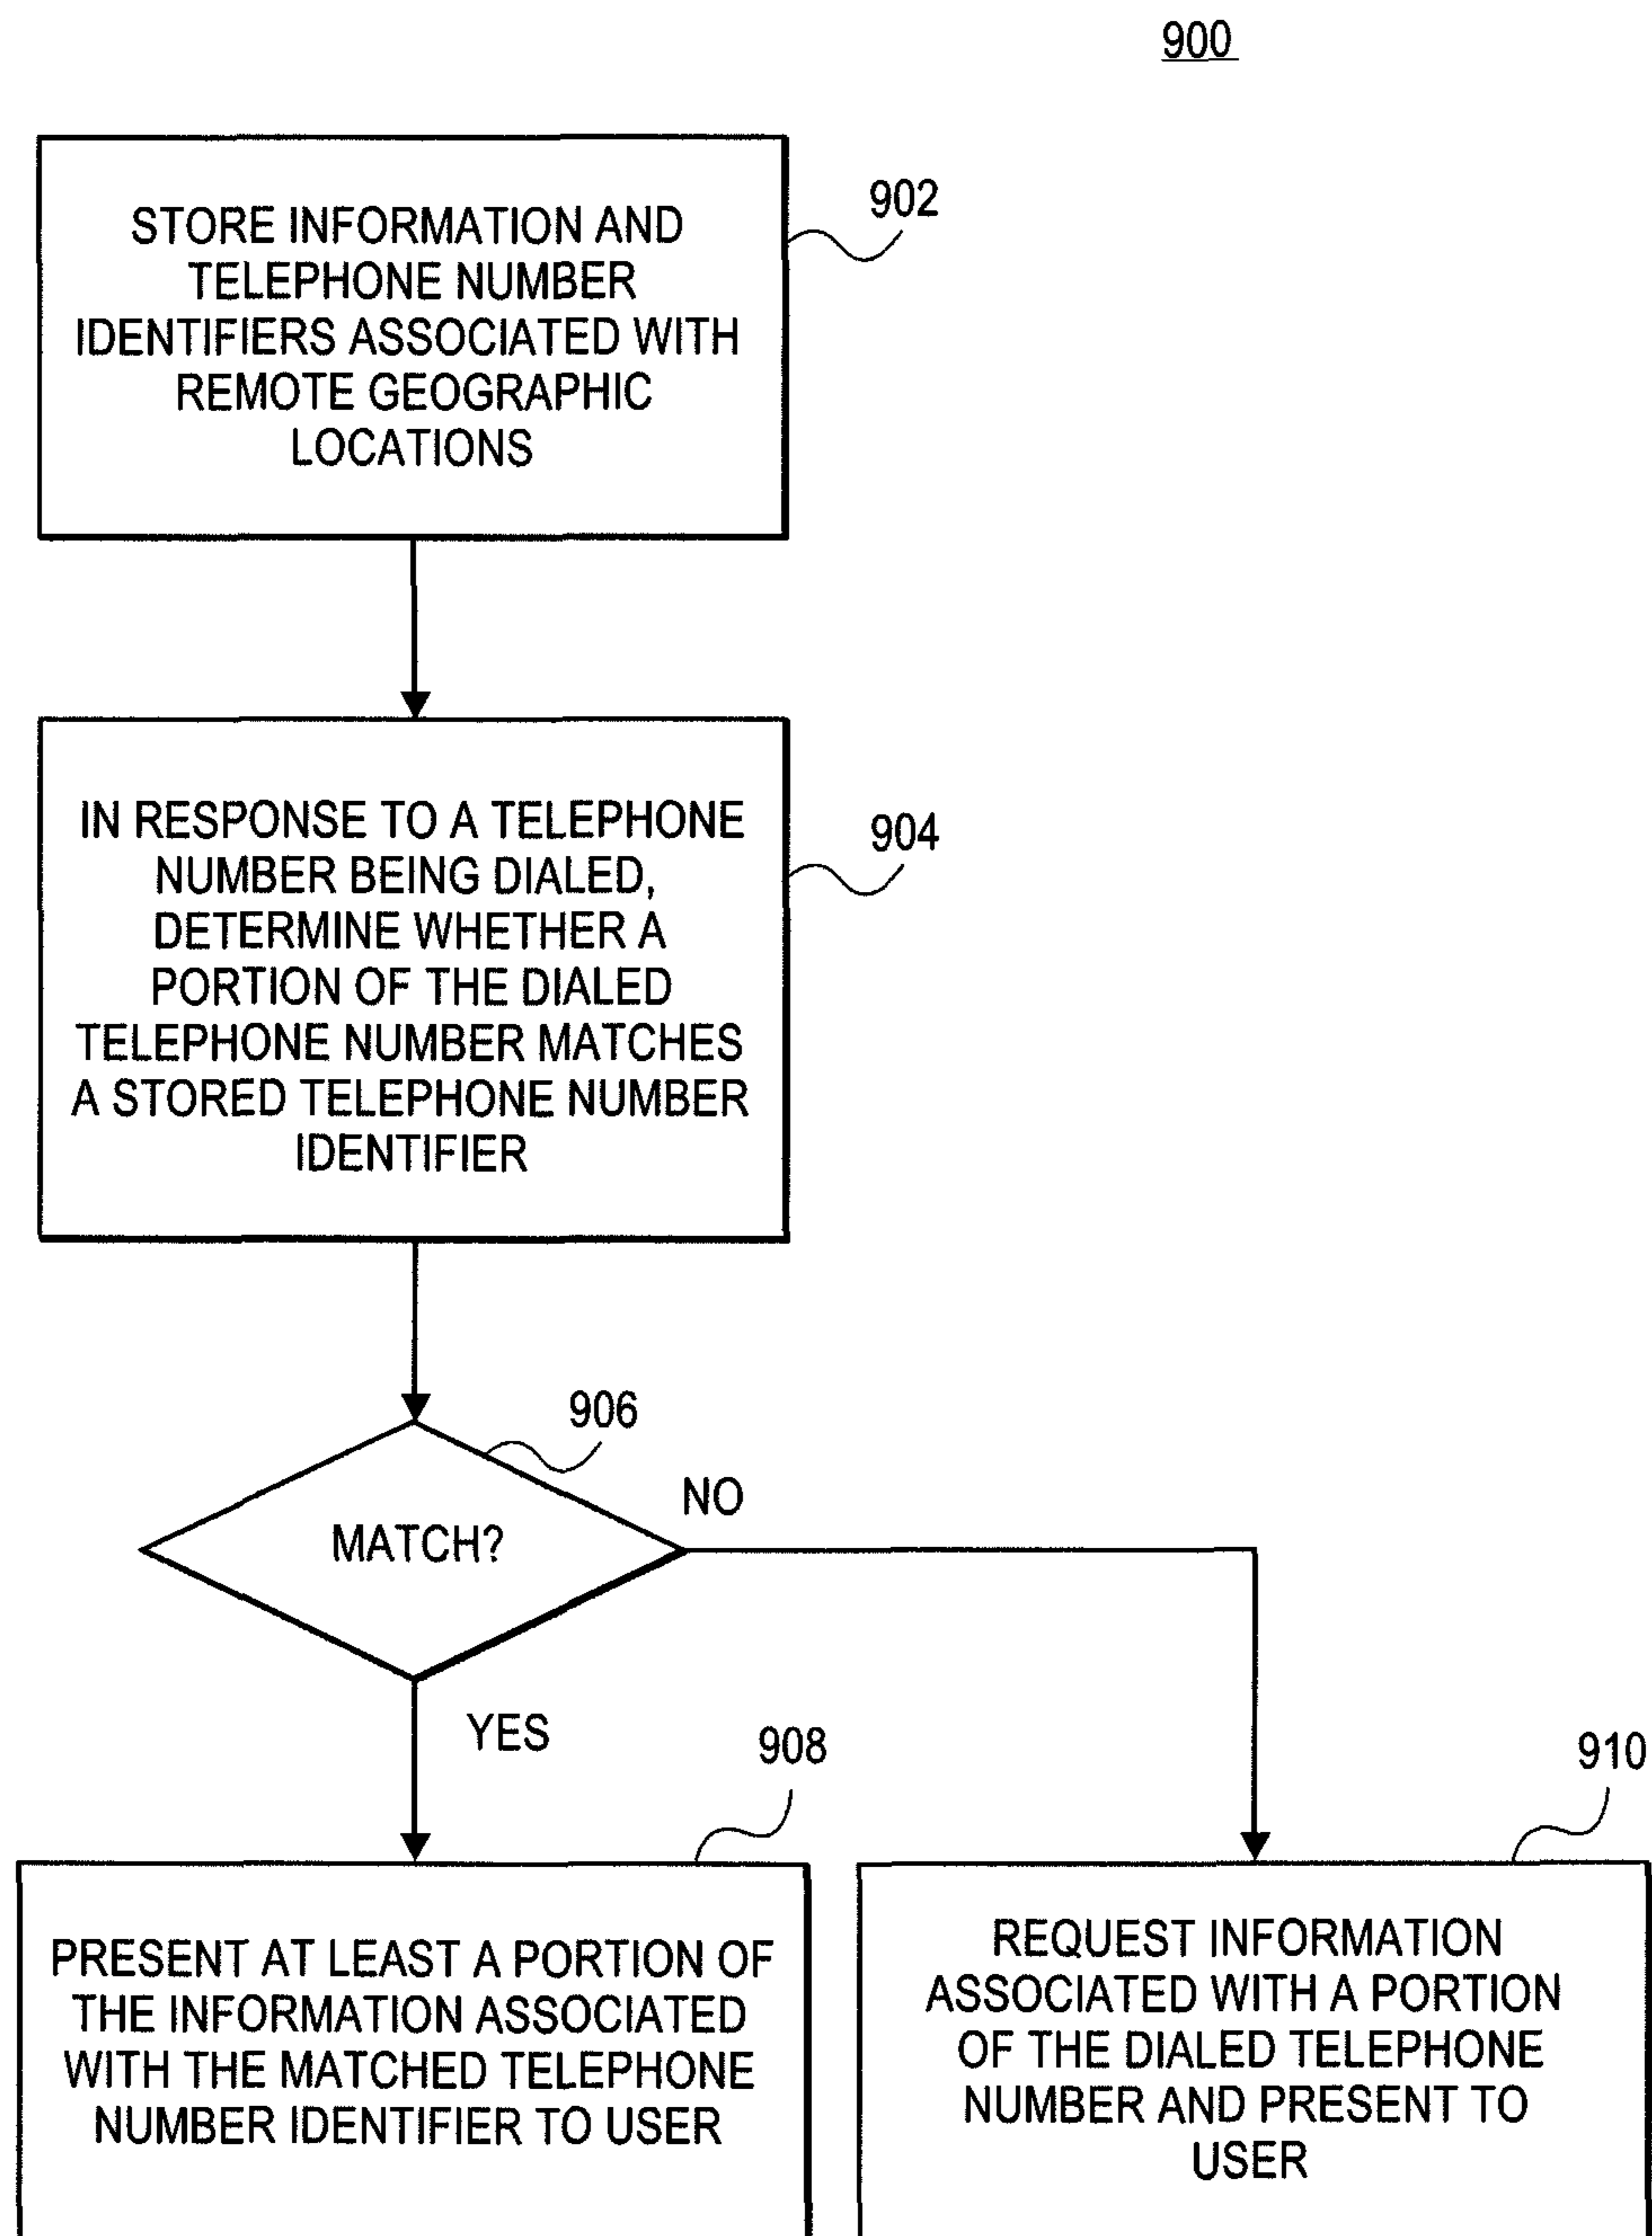 900
902
STORE INFORMATION AND
TELEPHONE NUMBER
IDENTIFIERS ASSOCIATED WITH
REMOTE GEOGRAPHIC
LOCATIONS
904
IN RESPONSE TO A TELEPHONE
NUMBER BEING DIALED,
DETERMINE WHETHER A
PORTION OF THE DIALED
TELEPHONE NUMBER MATCHES
A STORED TELEPHONE NUMBER
IDENTIFIER
906
NO
MATCH?
YES
908
910
PRESENT AT LEAST A PORTION OF
THE INFORMATION ASSOCIATED
WITH THE MATCHED TELEPHONE
NUMBER IDENTIFIER TO USER
REQUEST INFORMATION
ASSOCIATED WITH A PORTION
OF THE DIALED TELEPHONE
NUMBER AND PRESENT TO
USER